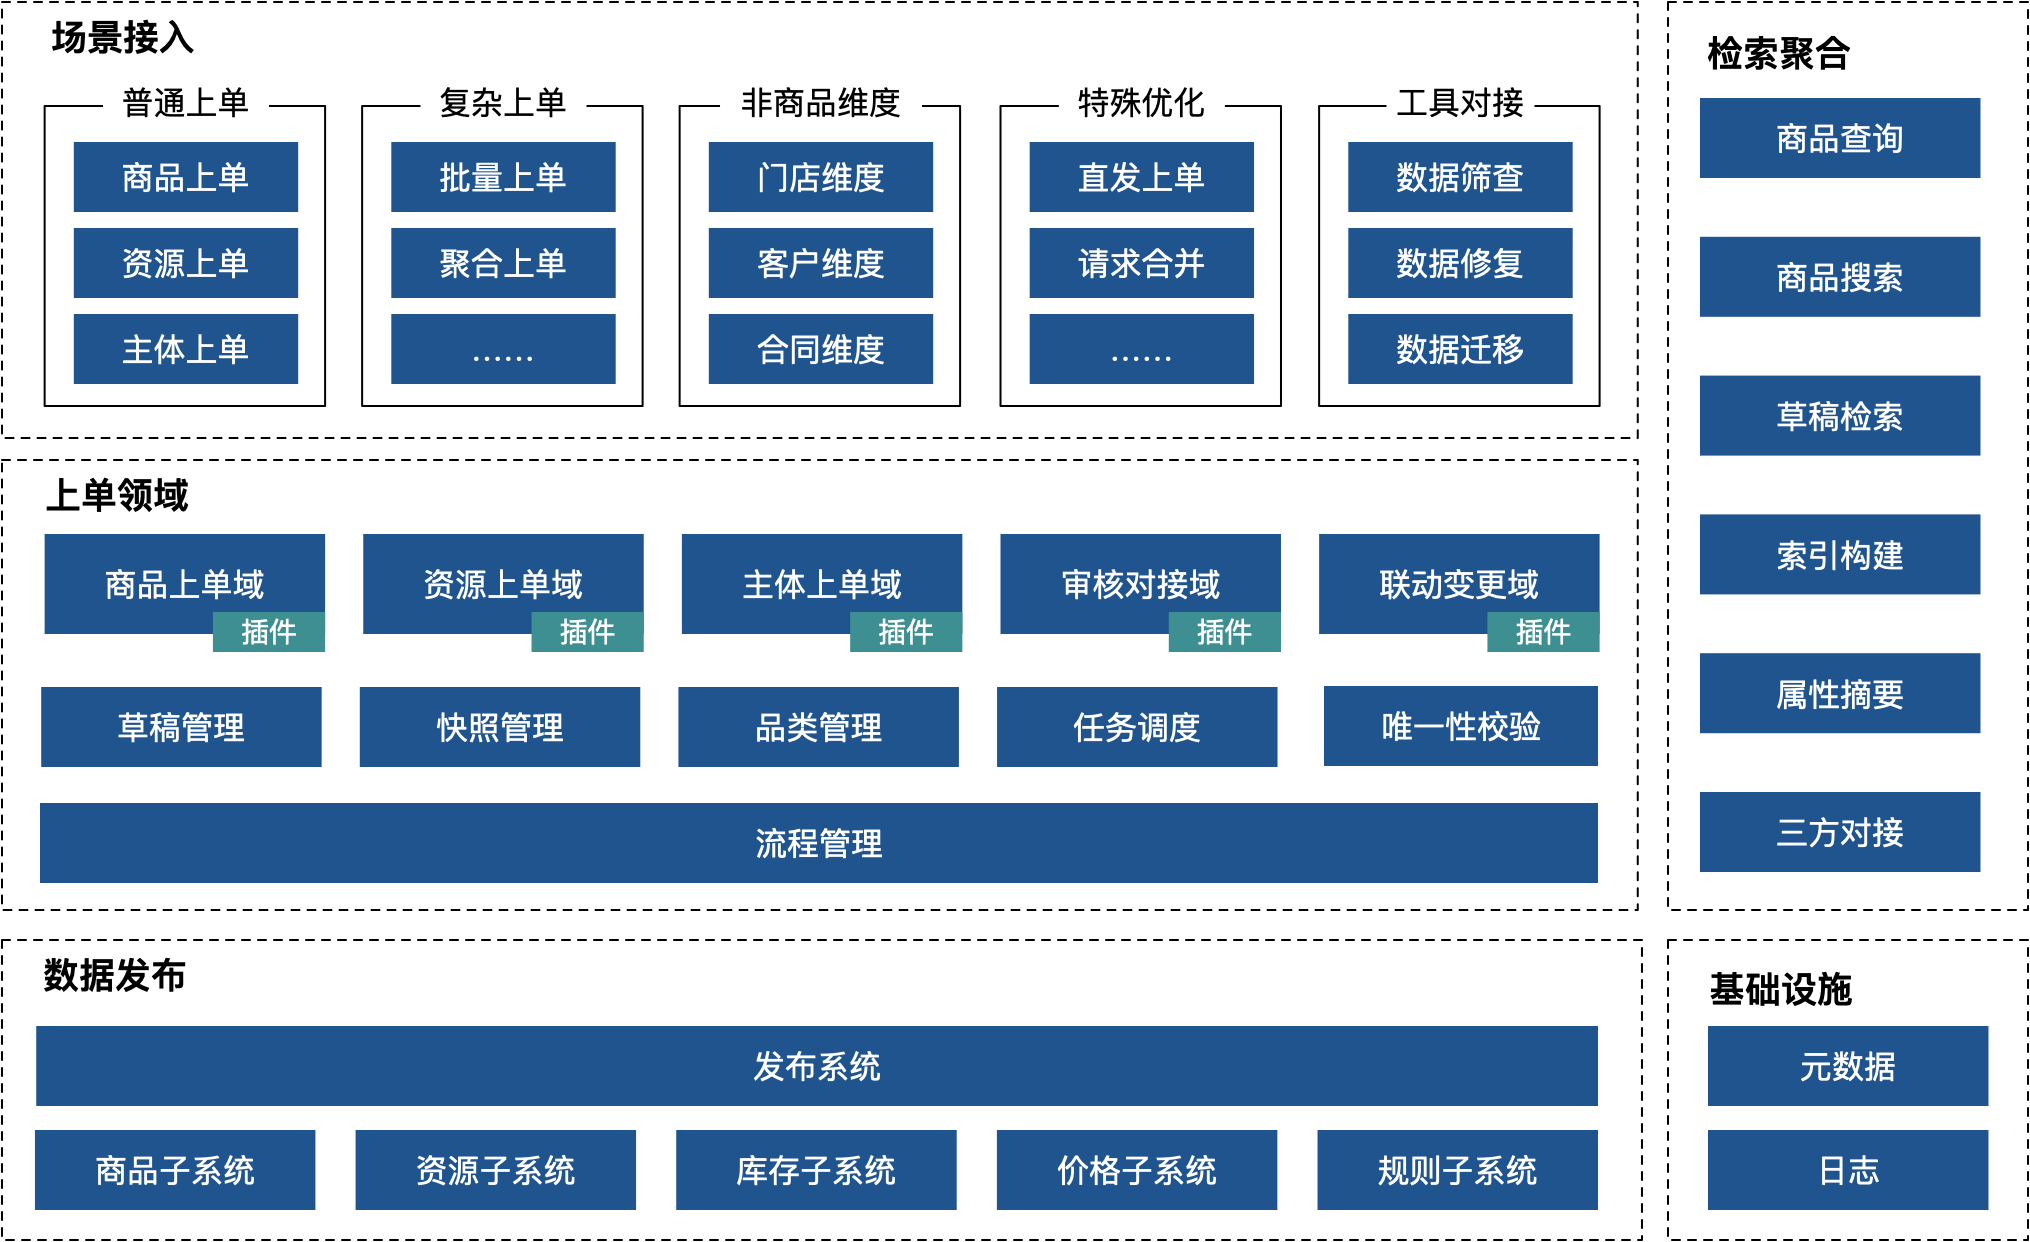 场景接入
普通上单
商品上单
资源上单
主体上单
复杂上单
批量上单
聚合上单
……
非商品维度
门店维度
客户维度
合同维度
特殊优化
直发上单
请求合并
……
工具对接
数据筛查
数据修复
数据迁移
检索聚合
商品查询
商品搜索
草稿检索
索引构建
属性摘要
三方对接
上单领域
商品上单域
插件
资源上单域
插件
主体上单域
插件
审核对接域
插件
联动变更域
插件
草稿管理
快照管理
品类管理
任务调度
唯一性校验
流程管理
数据发布
发布系统
商品子系统
资源子系统
库存子系统
价格子系统
规则子系统
基础设施
元数据
日志